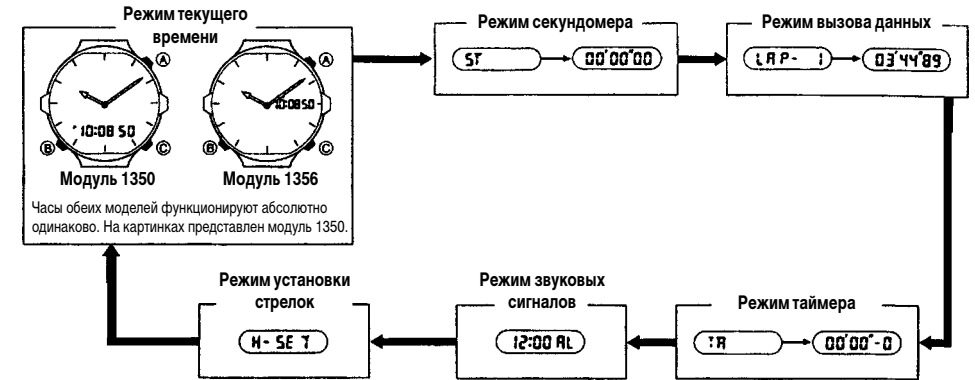 Режим текущего
времени
A
A
10:08 50
10:08 50
B
C
B
C
Модуль 1350
Модуль 1356
Часы обеих моделей функционируют абсолютно
одинаково. На картинках представлен модуль 1350.
Режим секундомера
ST
00'00"00
Режим вызова данных
LAP- 1
03'44"89
Режим установки
стрелок
H- SET
Режим звуковых
сигналов
12:00 AL
Режим таймера
TR
00'00"-0